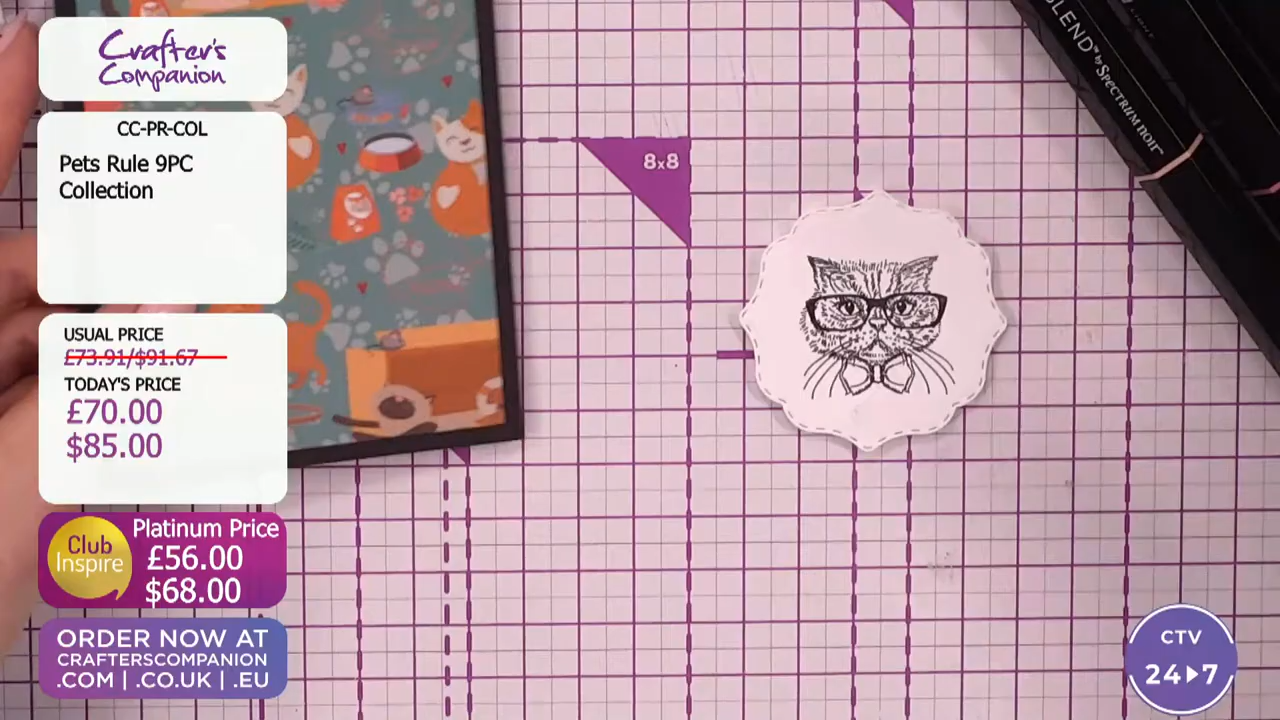 Crafter's
Companion
CC-PR-COL
Pets Rule 9PC
Collection
USUAL PRICE
£73.91/$91.67
TODAY'S PRICE
£70.00
$85.00
Club
Inspire
Platinum Price
£56.00
$68.00
ORDER NOW AT
CRAFTERSCOMPANION
.COM | .CO.UK | .EU
8x8
BLEND™ by SPECTRUM NOIR™
CTV
24▶7